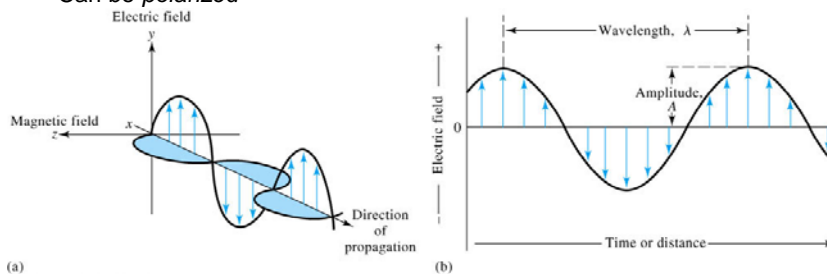 Can be polarized
Electric field
y
Magnetic field
x
z
Direction
of
propagation
(a)
Wavelength, λ
+
Amplitude,
A
Electric field
0
–
Time or distance
(b)